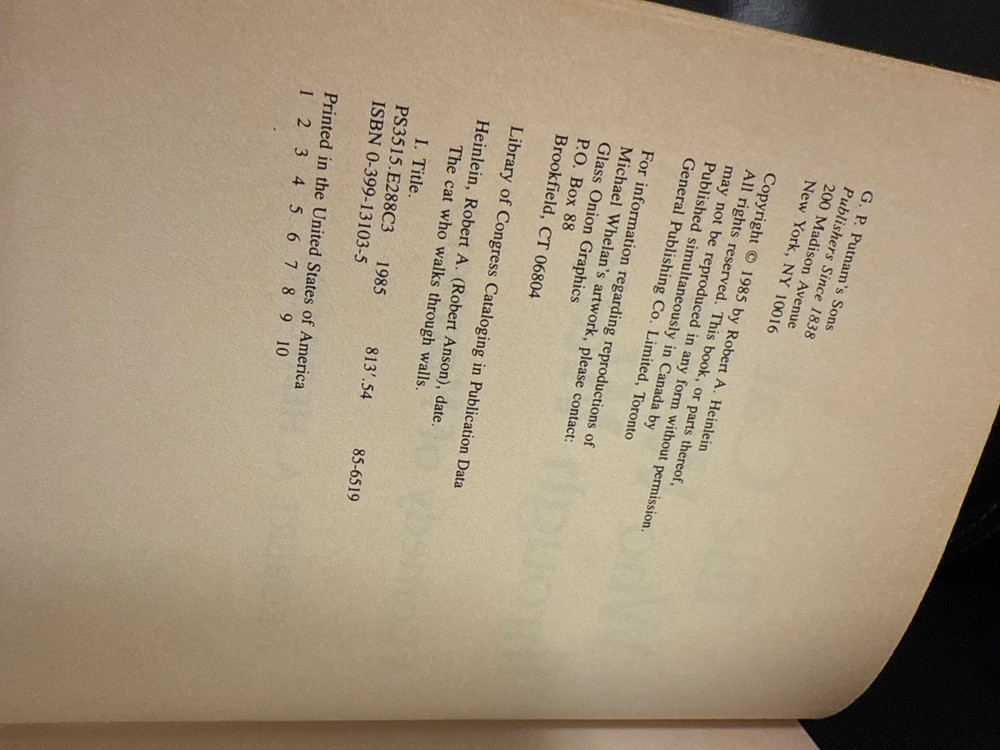 G. P. Putnam's Sons
Publishers Since 1838
200 Madison Avenue
New York, NY 10016
Copyright © 1985 by Robert A. Heinlein
All rights reserved. This book, or parts thereof,
may not be reproduced in any form without permission.
Published simultaneously in Canada by
General Publishing Co. Limited, Toronto
For information regarding reproductions of
Michael Whelan's artwork, please contact:
Glass Onion Graphics
P.O. Box 88
Brookfield, CT 06804
Library of Congress Cataloging in Publication Data
Heinlein, Robert A. (Robert Anson), date.
The cat who walks through walls.
I. Title.
PS3515.E288C3 1985 813'.54 85-6519
ISBN 0-399-13103-5
Printed in the United States of America
1 2 3 4 5 6 7 8 9 10